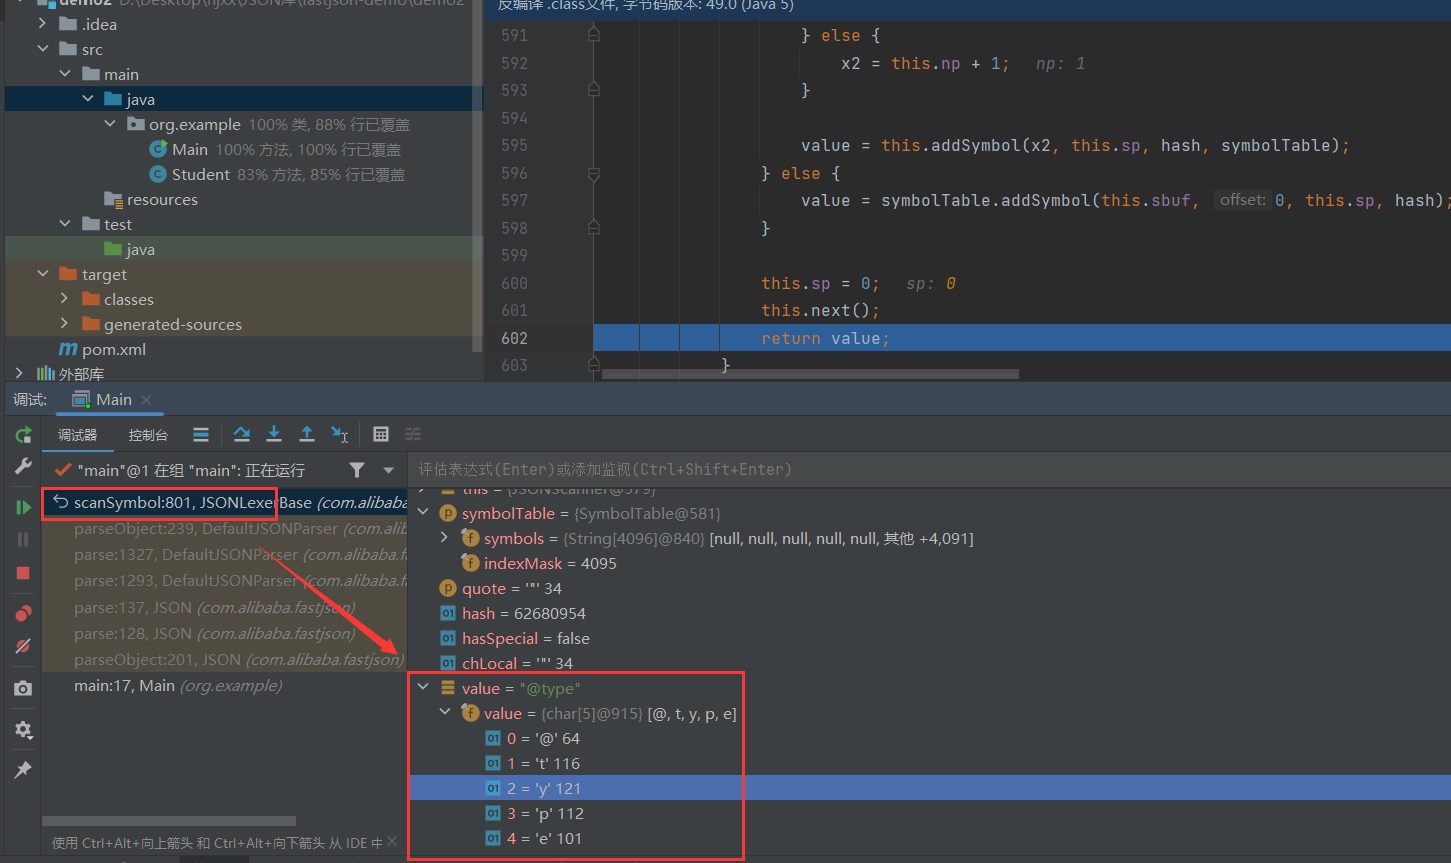 demo2 D:\Desktop\hjxx\JSON库\fastjson-demo\demo2
.idea
src
main
java
org.example 100% 类, 88% 行已覆盖
Main 100% 方法, 100% 行已覆盖
Student 83% 方法, 85% 行已覆盖
resources
test
java
target
classes
generated-sources
pom.xml
外部库
反编译 .class文件, 字节码版本: 49.0 (Java 5)
591 } else {
592 x2 = this.np + 1; np: 1
593 }
594
595 value = this.addSymbol(x2, this.sp, hash, symbolTable);
596 } else {
597 value = symbolTable.addSymbol(this.sbuf, offset: 0, this.sp, hash);
598 }
599
600 this.sp = 0; sp: 0
601 this.next();
602 return value;
603 }
调试: Main
调试器 控制台
"main"@1 在组 "main": 正在运行
scanSymbol:801, JSONLexerBase (com.alibaba
parseObject:239, DefaultJSONParser (com.alib
parse:1327, DefaultJSONParser (com.alibaba.f
parse:1293, DefaultJSONParser (com.alibaba.f
parse:137, JSON (com.alibaba.fastjson)
parse:128, JSON (com.alibaba.fastjson)
parseObject:201, JSON (com.alibaba.fastjson)
main:17, Main (org.example)
使用 Ctrl+Alt+向上箭头 和 Ctrl+Alt+向下箭头 从 IDE 中
评估表达式(Enter)或添加监视(Ctrl+Shift+Enter)
this = {JSONScanner@579}
symbolTable = {SymbolTable@581}
symbols = {String[4096]@840} [null, null, null, null, null, 其他 +4,091]
indexMask = 4095
quote = '"' 34
hash = 62680954
hasSpecial = false
chLocal = '"' 34
value = "@type"
value = {char[5]@915} [@, t, y, p, e]
0 = '@' 64
1 = 't' 116
2 = 'y' 121
3 = 'p' 112
4 = 'e' 101